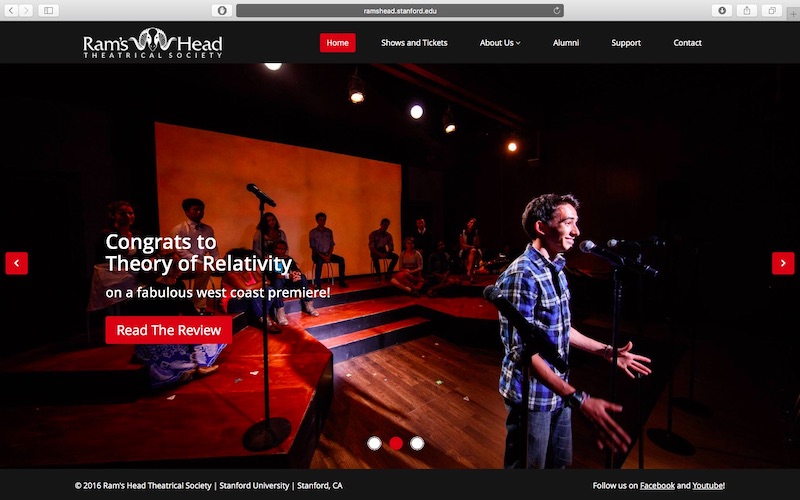 ramshead.stanford.edu
Ram's Head
THEATRICAL SOCIETY
Home
Shows and Tickets
About Us
Alumni
Support
Contact
Congrats to
Theory of Relativity
on a fabulous west coast premiere!
Read The Review
© 2016 Ram's Head Theatrical Society | Stanford University | Stanford, CA
Follow us on Facebook and Youtube!